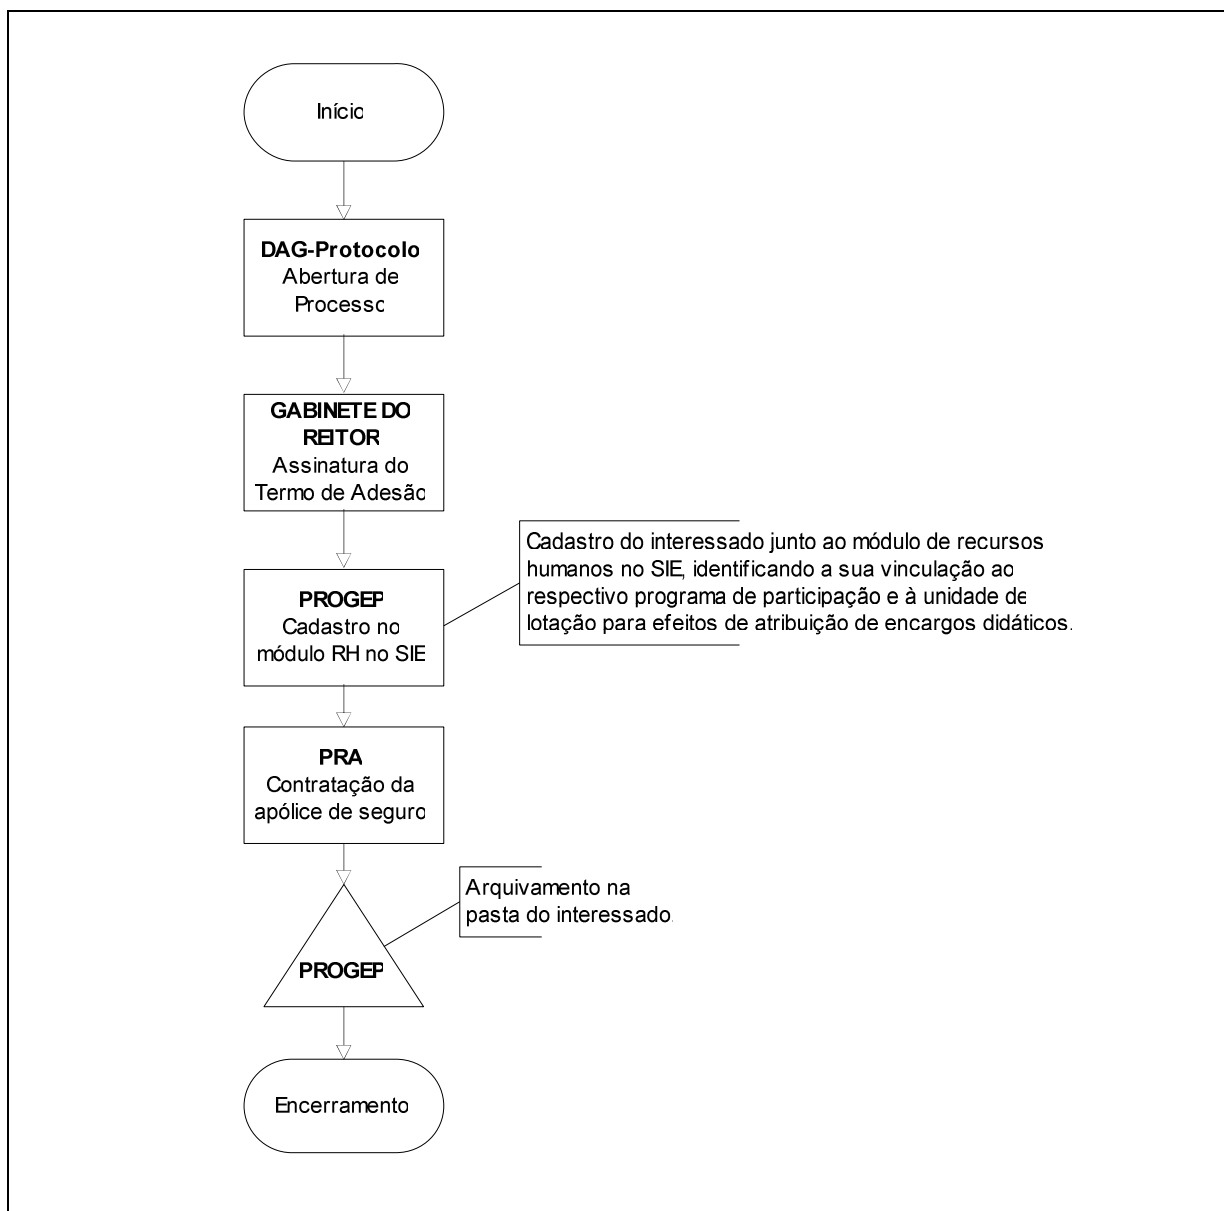 Início
DAG-Protocolo
Abertura de
Processo
GABINETE DO
REITOR
Assinatura do
Termo de Adesão
PROGEP
Cadastro no
módulo RH no SIE
Cadastro do interessado junto ao módulo de recursos
humanos no SIE, identificando a sua vinculação ao
respectivo programa de participação e à unidade de
lotação para efeitos de atribuição de encargos didáticos.
PRA
Contratação da
apólice de seguro
Arquivamento na
pasta do interessado.
PROGEP
Encerramento